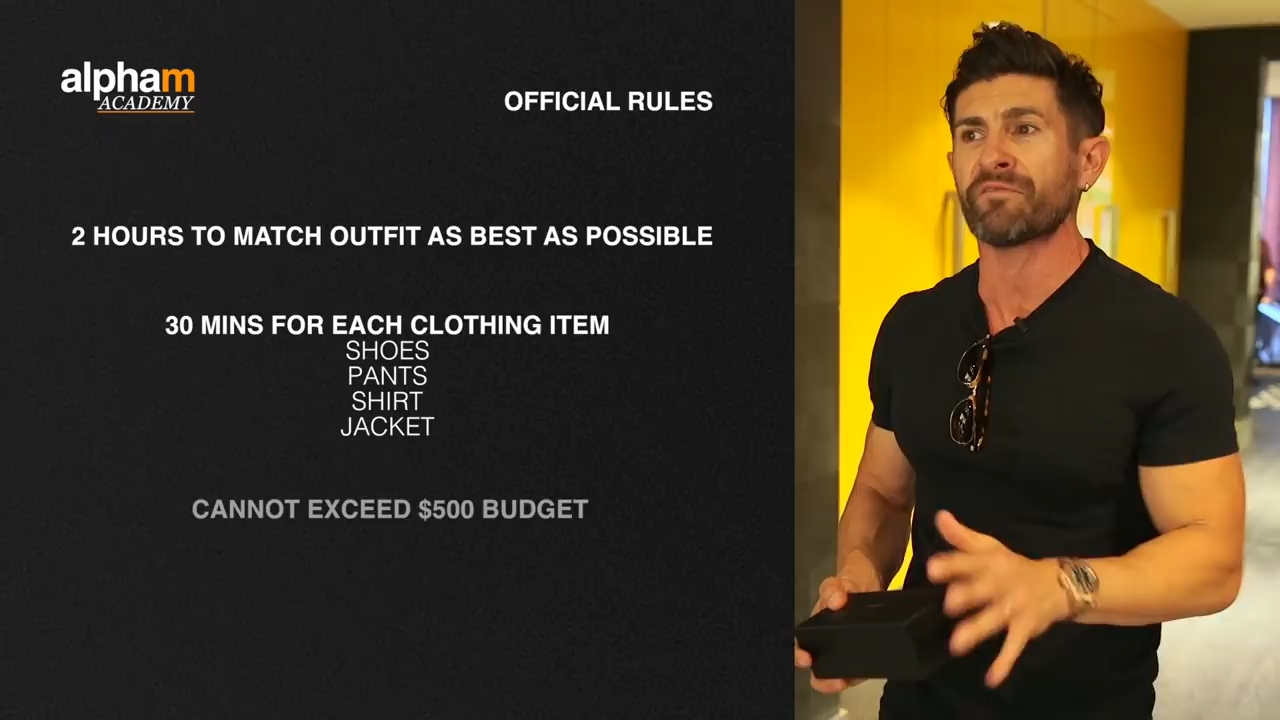 alpham
ACADEMY
OFFICIAL RULES
2 HOURS TO MATCH OUTFIT AS BEST AS POSSIBLE
30 MINS FOR EACH CLOTHING ITEM
SHOES
PANTS
SHIRT
JACKET
CANNOT EXCEED $500 BUDGET